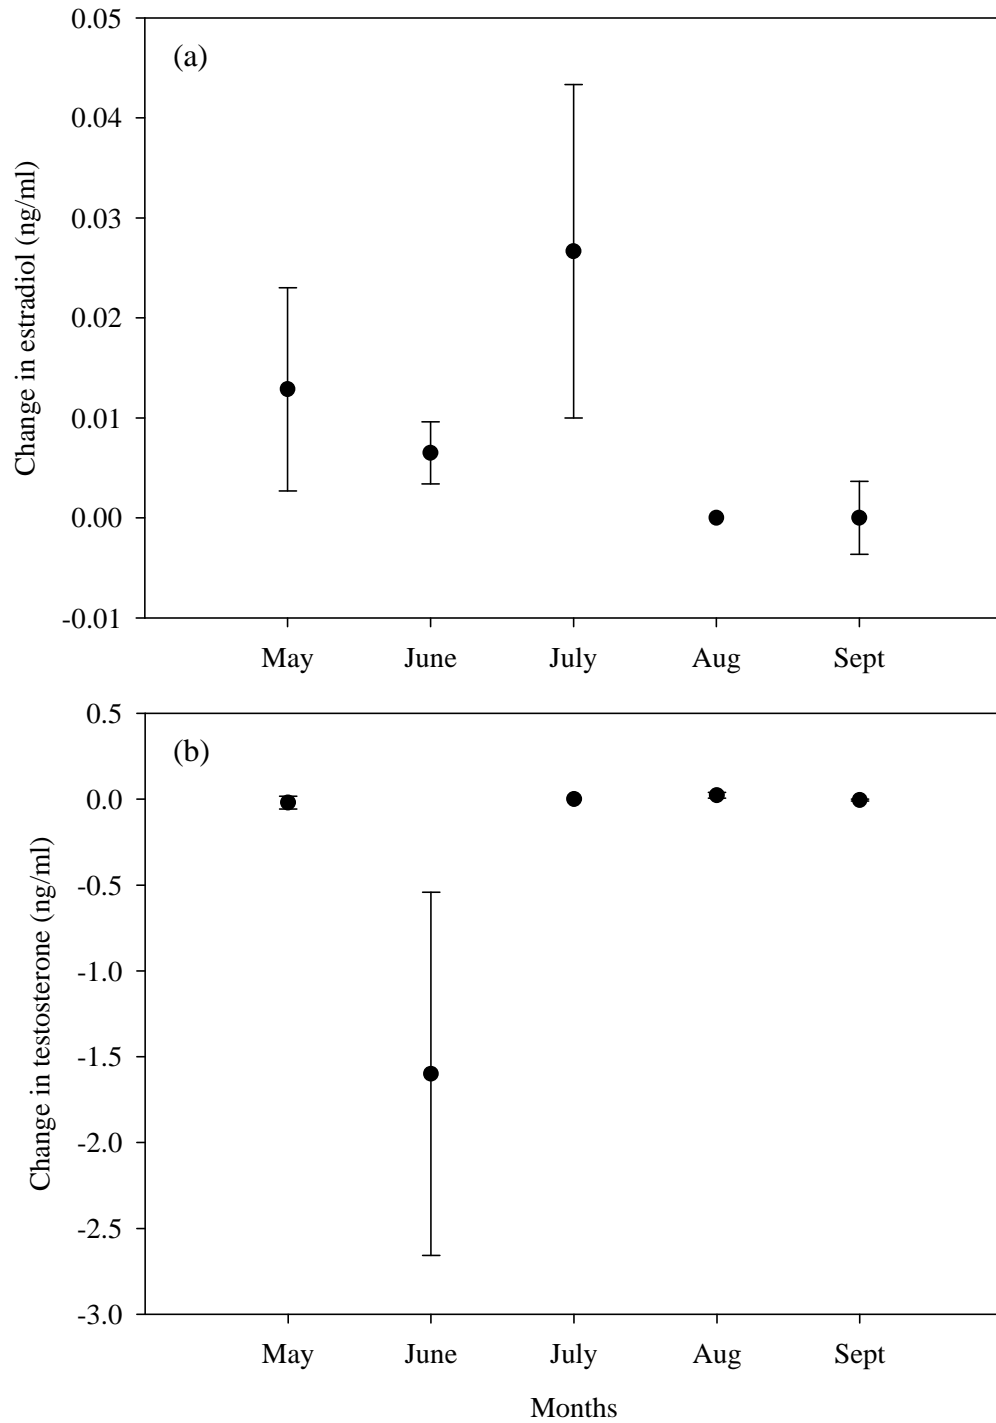 (a)
Change in estradiol (ng/ml)
0.05
0.04
0.03
0.02
0.01
0.00
-0.01
May June July Aug Sept
(b)
Change in testosterone (ng/ml)
0.5
0.0
-0.5
-1.0
-1.5
-2.0
-2.5
-3.0
May June July Aug Sept
Months